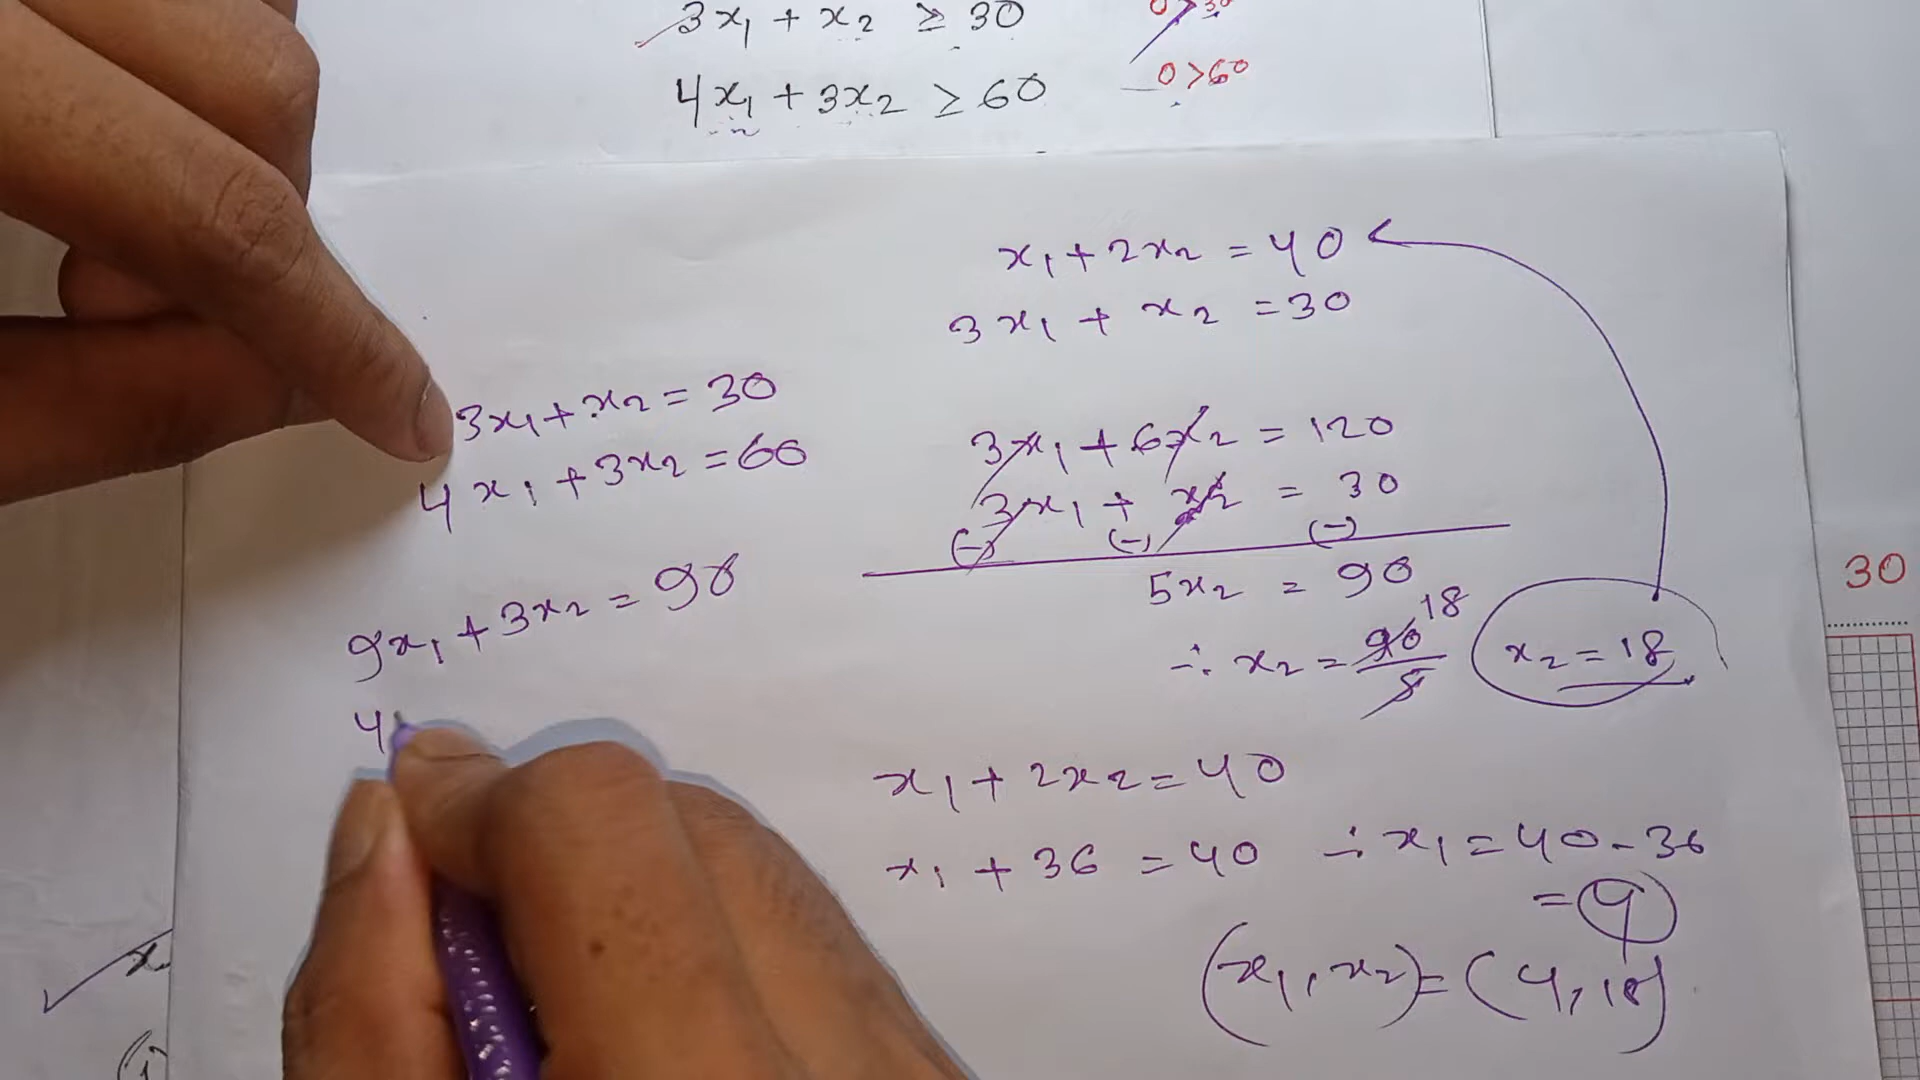 3x₁ + x₂ ≥ 30
0 > 30
4x₁ + 3x₂ ≥ 60
0 > 60
x₁ + 2x₂ = 40
3x₁ + x₂ = 30
3x₁ + x₂ = 30
4x₁ + 3x₂ = 60
3x₁ + 6x₂ = 120
3x₁ + x₂ = 30
(-) (-) (-)
5x₂ = 90
9x₁ + 3x₂ = 90
4
∴ x₂ = 90/5 18
x₂ = 18
x₁ + 2x₂ = 40
x₁ + 36 = 40 ∴ x₁ = 40 - 36
= 4
(x₁, x₂) = (4, 18)
30